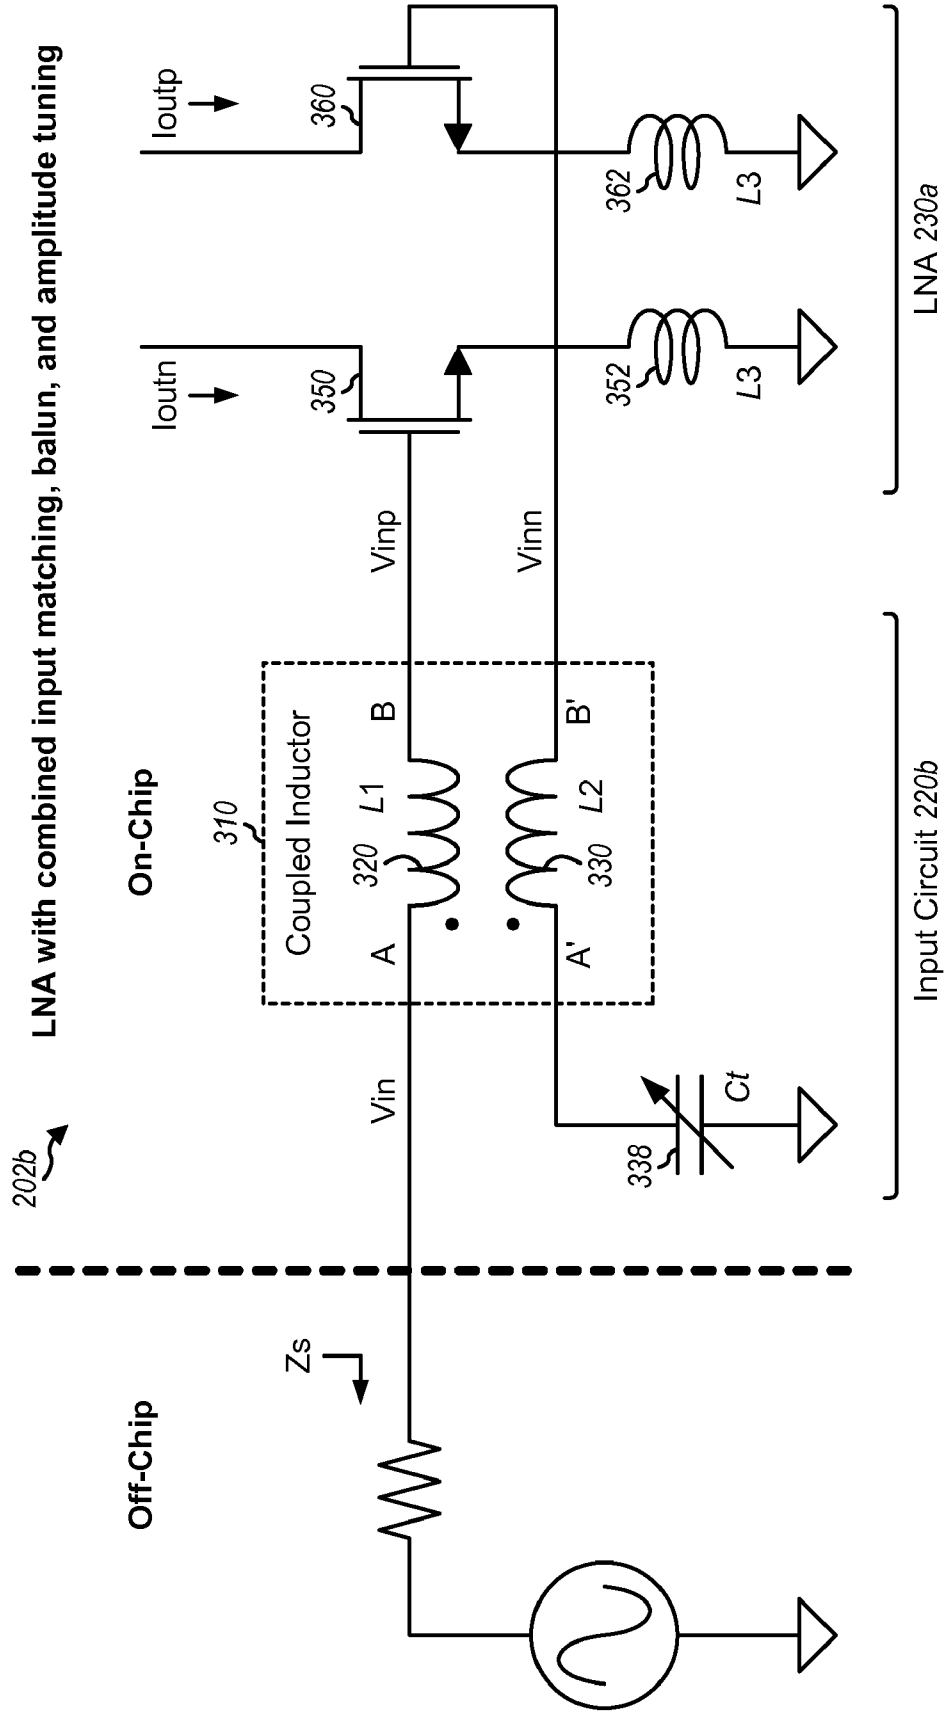 LNA with combined input matching, balun, and amplitude tuning
202b
Off-Chip
On-Chip
Ioutn
Ioutp
310
Coupled Inductor
Zs
Vin
A
320
L1
B
Vinp
350
360
A'
330
L2
B'
Vinn
338
Ct
352
L3
362
L3
Input Circuit 220b
LNA 230a